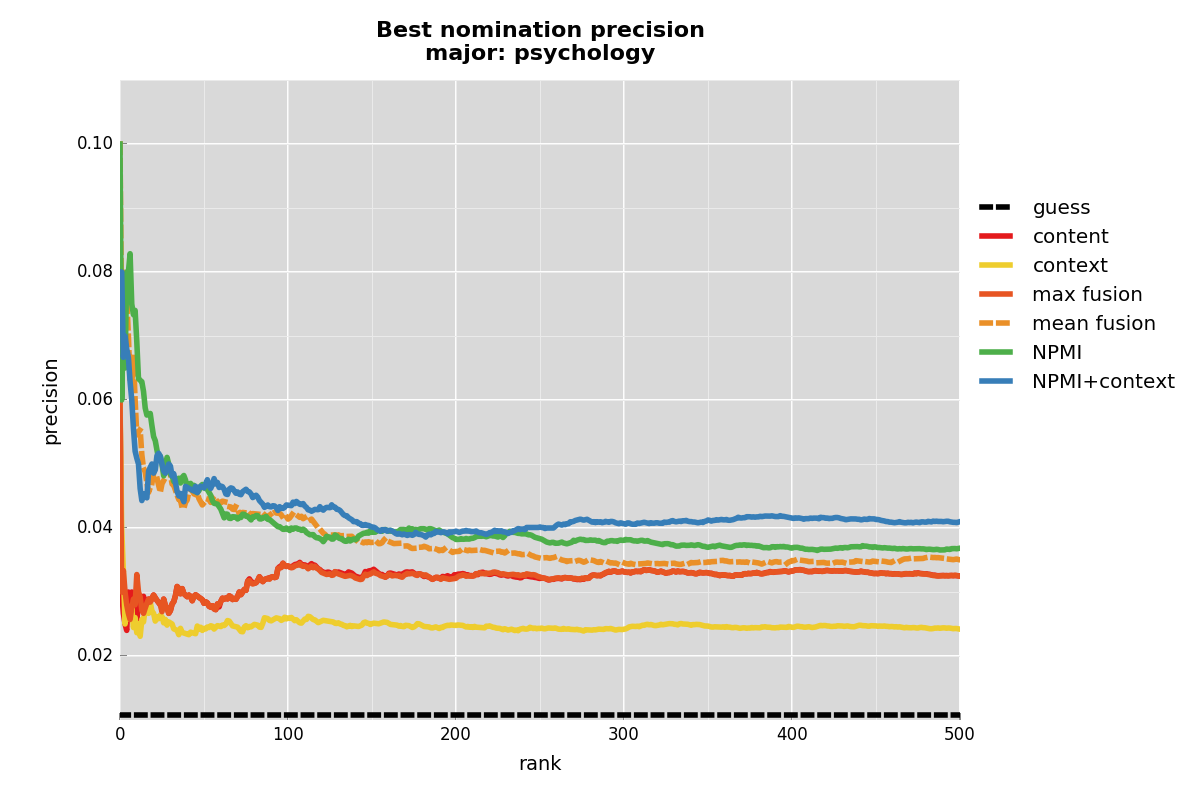 Best nomination precision
major: psychology
precision
0.10
0.08
0.06
0.04
0.02
0 100 200 300 400 500
rank
guess
content
context
max fusion
mean fusion
NPMI
NPMI+context